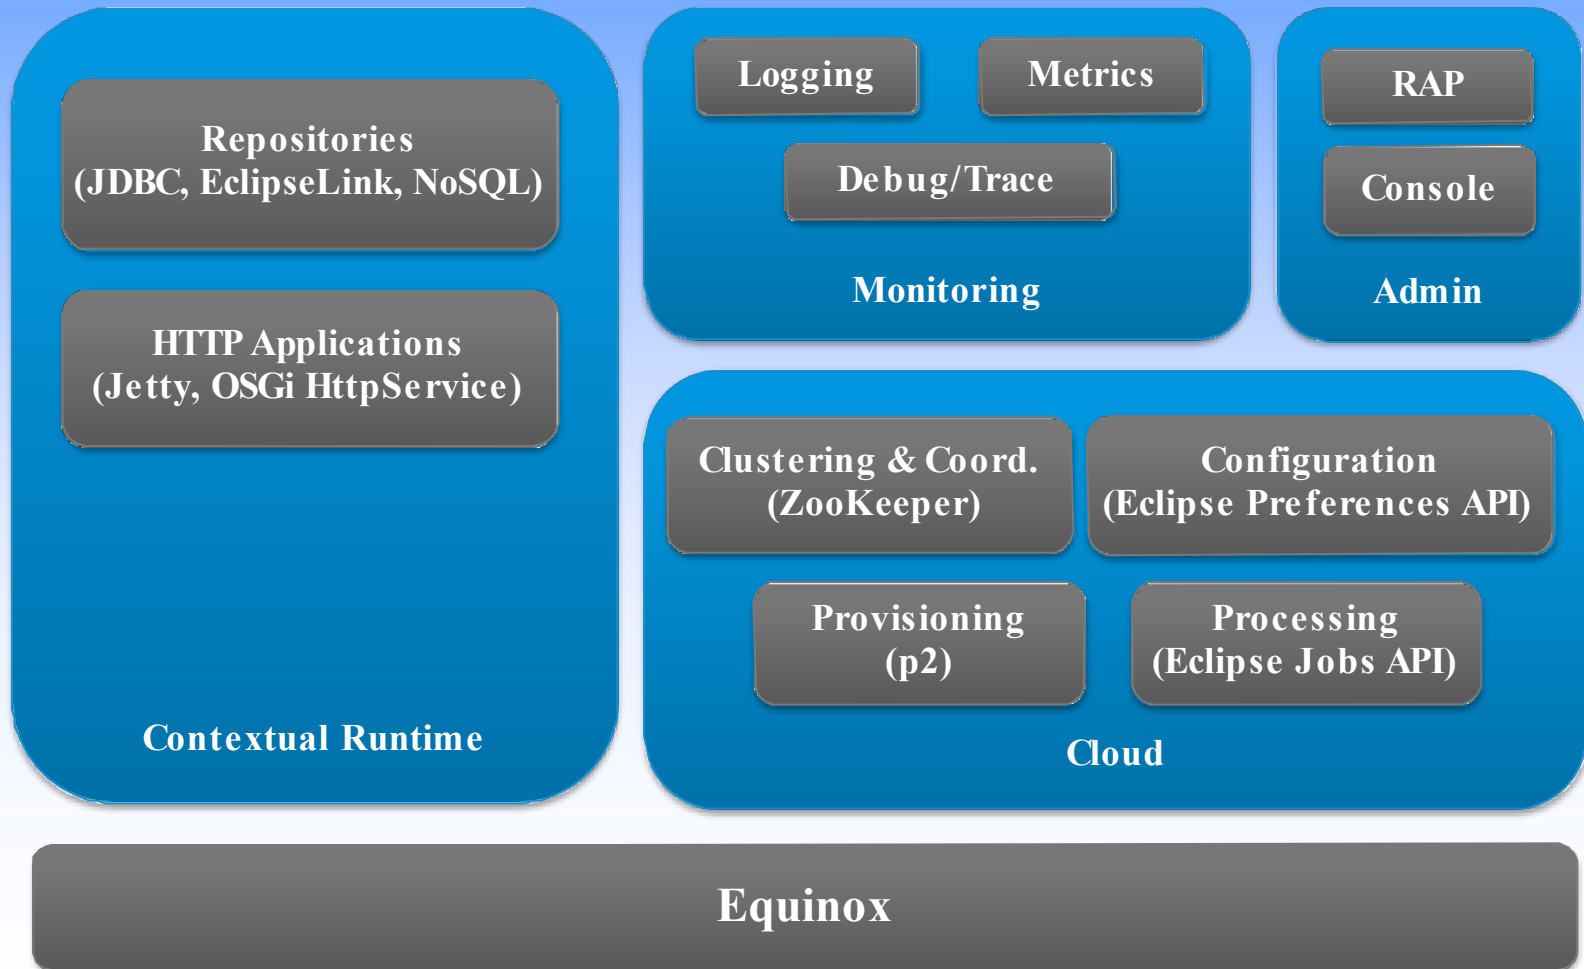 Repositories
(JDBC, EclipseLink, NoSQL)
HTTP Applications
(Jetty, OSGi HttpService)
Contextual Runtime
Logging
Metrics
Debug/Trace
Monitoring
RAP
Console
Admin
Clustering & Coord.
(ZooKeeper)
Configuration
(Eclipse Preferences API)
Provisioning
(p2)
Processing
(Eclipse Jobs API)
Cloud
Equinox